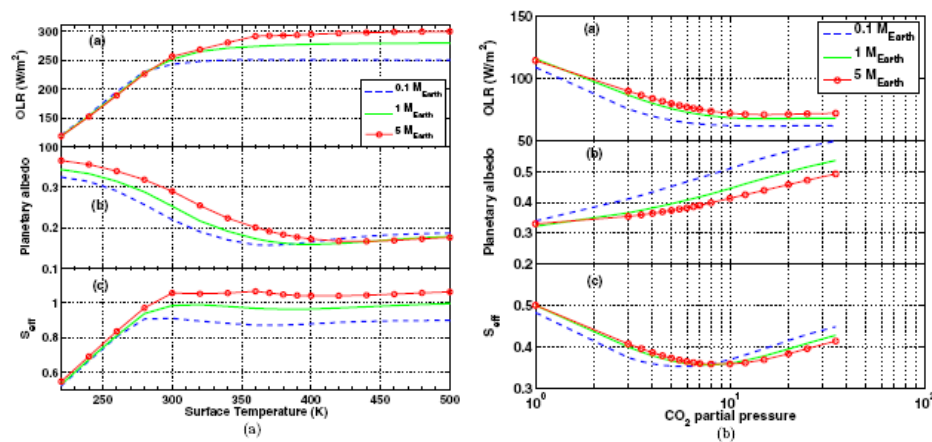 (a)
OLR (W/m²)
300
250
200
150
100
0.1 M_Earth
1 M_Earth
5 M_Earth
(b)
Planetary albedo
0.3
0.2
0.1
(c)
S_eff
1
0.8
0.6
250 300 350 400 450 500
Surface Temperature (K)
(a)
(a)
OLR (W/m²)
150
100
50
0.1 M_Earth
1 M_Earth
5 M_Earth
(b)
Planetary albedo
0.5
0.4
0.3
0.2
(c)
S_eff
0.5
0.4
0.3
10⁰ 10¹ 10²
CO₂ partial pressure
(b)